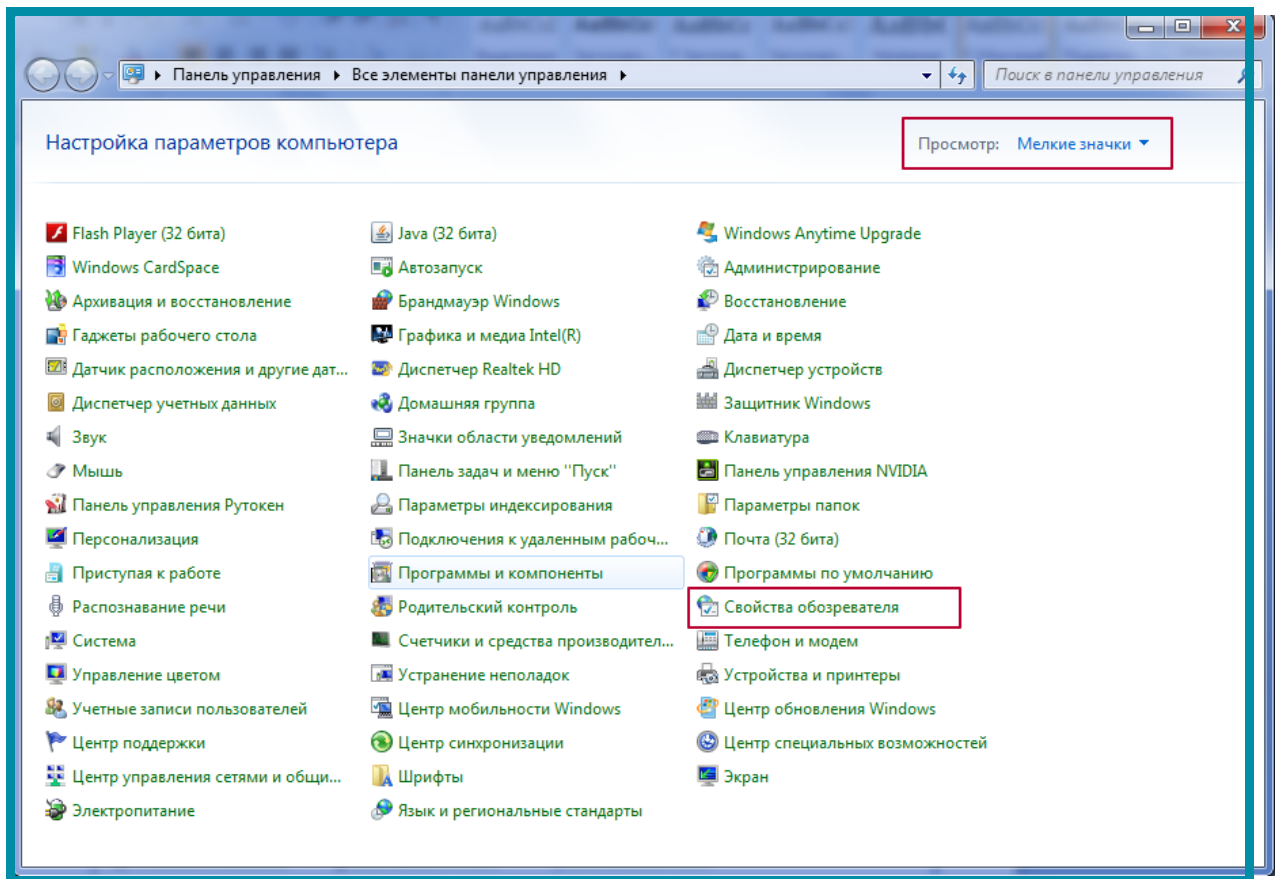 Панель управления Все элементы панели управления Поиск в панели управления
Настройка параметров компьютера
Просмотр: Мелкие значки
Flash Player (32 бита) Java (32 бита) Windows Anytime Upgrade
Windows CardSpace Автозапуск Администрирование
Архивация и восстановление Брандмауэр Windows Восстановление
Гаджеты рабочего стола Графика и медиа Intel(R) Дата и время
Датчик расположения и другие дат... Диспетчер Realtek HD Диспетчер устройств
Диспетчер учетных данных Домашняя группа Защитник Windows
Звук Значки области уведомлений Клавиатура
Мышь Панель задач и меню ''Пуск'' Панель управления NVIDIA
Панель управления Рутокен Параметры индексирования Параметры папок
Персонализация Подключения к удаленным рабоч... Почта (32 бита)
Приступая к работе Программы и компоненты Программы по умолчанию
Распознавание речи Родительский контроль Свойства обозревателя
Система Счетчики и средства производител... Телефон и модем
Управление цветом Устранение неполадок Устройства и принтеры
Учетные записи пользователей Центр мобильности Windows Центр обновления Windows
Центр поддержки Центр синхронизации Центр специальных возможностей
Центр управления сетями и общи... Шрифты Экран
Электропитание Язык и региональные стандарты